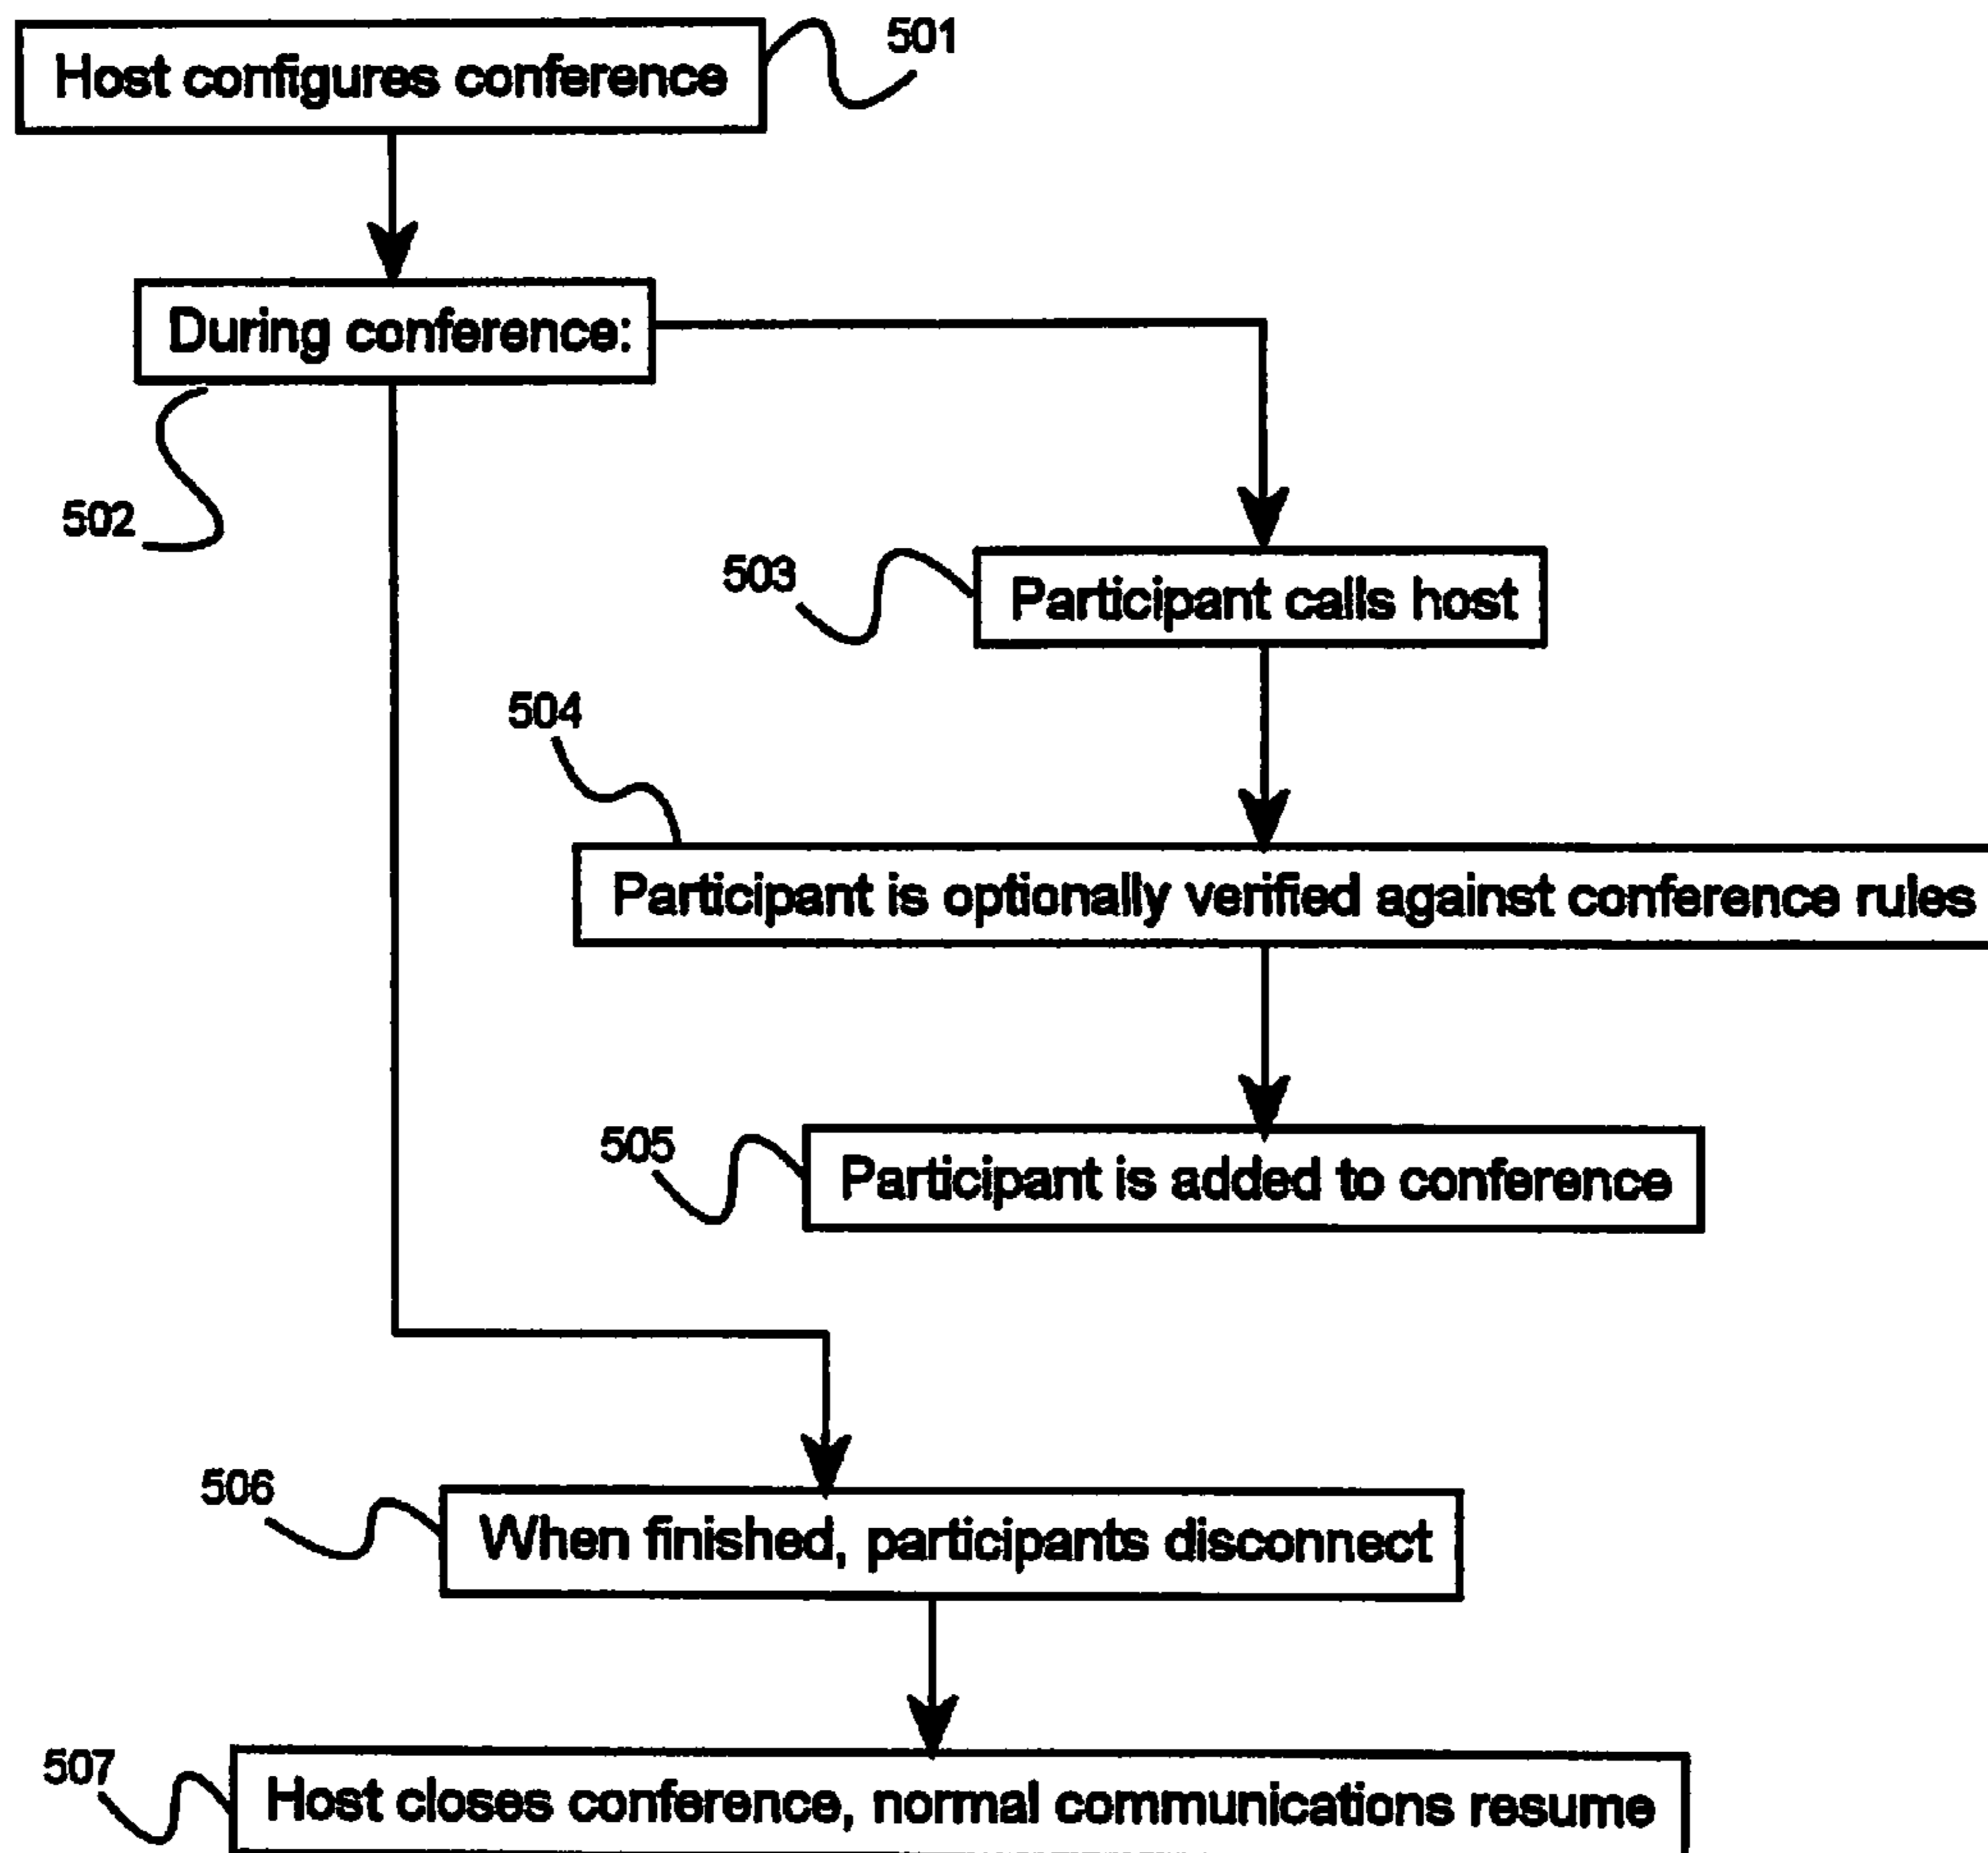 Host configures conference
501
During conference:
502
503
Participant calls host
504
Participant is optionally verified against conference rules
505
Participant is added to conference
506
When finished, participants disconnect
507
Host closes conference, normal communications resume